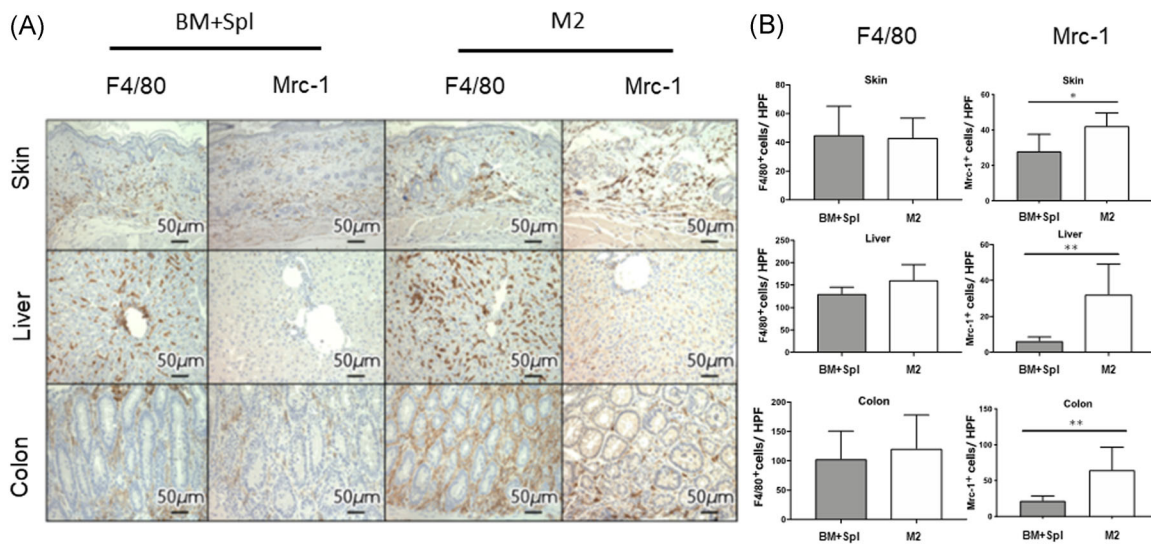 (A)
BM+Spl
M2
F4/80
Mrc-1
F4/80
Mrc-1
Skin
50μm
50μm
50μm
50μm
Liver
50μm
50μm
50μm
50μm
Colon
50μm
50μm
50μm
50μm
(B)
F4/80
Mrc-1
Skin
F4/80+cells/ HPF
80
60
40
20
0
BM+Spl
M2
Skin
*
Mrc-1+ cells/ HPF
60
40
20
0
BM+Spl
M2
Liver
F4/80+cells/ HPF
250
200
150
100
50
0
BM+Spl
M2
Liver
**
Mrc-1+ cells/ HPF
60
40
20
0
BM+Spl
M2
Colon
F4/80+cells/ HPF
200
150
100
50
0
BM+Spl
M2
Colon
**
Mrc-1+ cells/ HPF
150
100
50
0
BM+Spl
M2